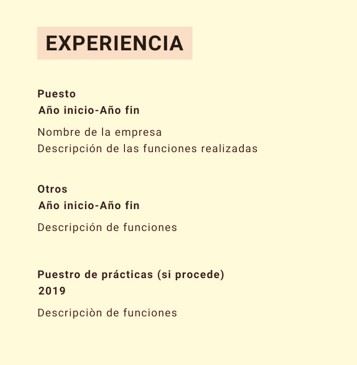 EXPERIENCIA
Puesto
Año inicio-Año fin
Nombre de la empresa
Descripción de las funciones realizadas
Otros
Año inicio-Año fin
Descripción de funciones
Puestro de prácticas (si procede)
2019
Descripciòn de funciones